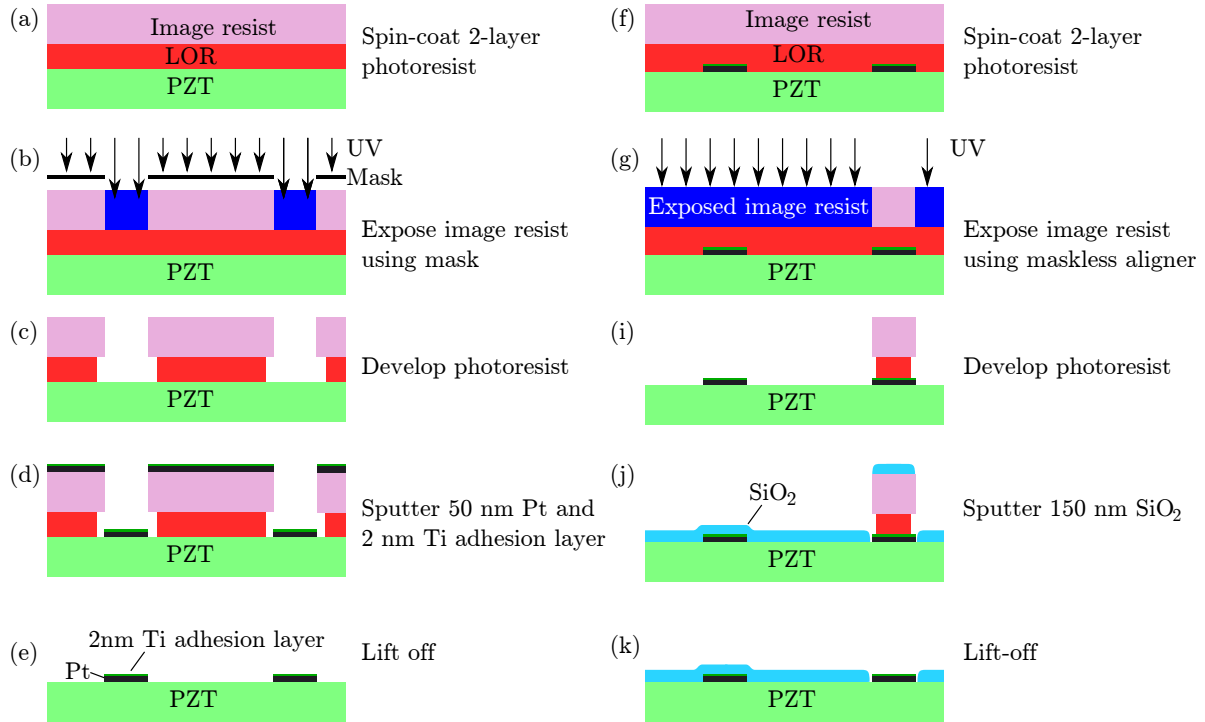 (a)
Image resist
LOR
PZT
Spin-coat 2-layer
photoresist
(b)
UV
Mask
PZT
Expose image resist
using mask
(c)
PZT
Develop photoresist
(d)
PZT
Sputter 50 nm Pt and
2 nm Ti adhesion layer
(e)
2nm Ti adhesion layer
Pt
PZT
Lift off
(f)
Image resist
LOR
PZT
Spin-coat 2-layer
photoresist
(g)
UV
Exposed image resist
PZT
Expose image resist
using maskless aligner
(i)
PZT
Develop photoresist
(j)
SiO₂
PZT
Sputter 150 nm SiO₂
(k)
PZT
Lift-off